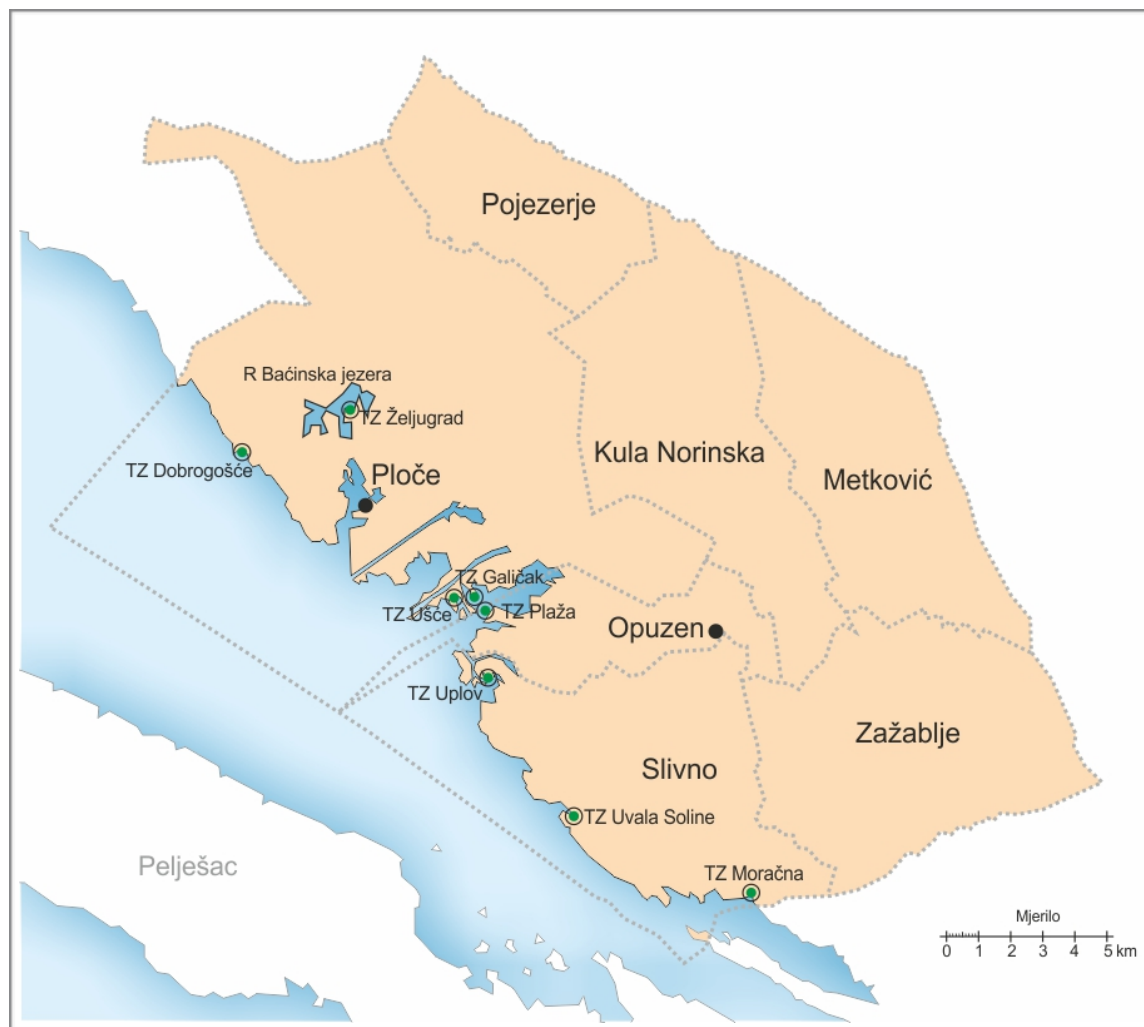 Pojezerje
R Baćinska jezera
TZ Željugrad
Kula Norinska
TZ Dobrogošće
Ploče
Metković
TZ Galičak
TZ Ušće
TZ Plaža
Opuzen
TZ Uplov
Zažablje
Slivno
TZ Uvala Soline
Pelješac
TZ Moračna
Mjerilo
0 1 2 3 4 5 km